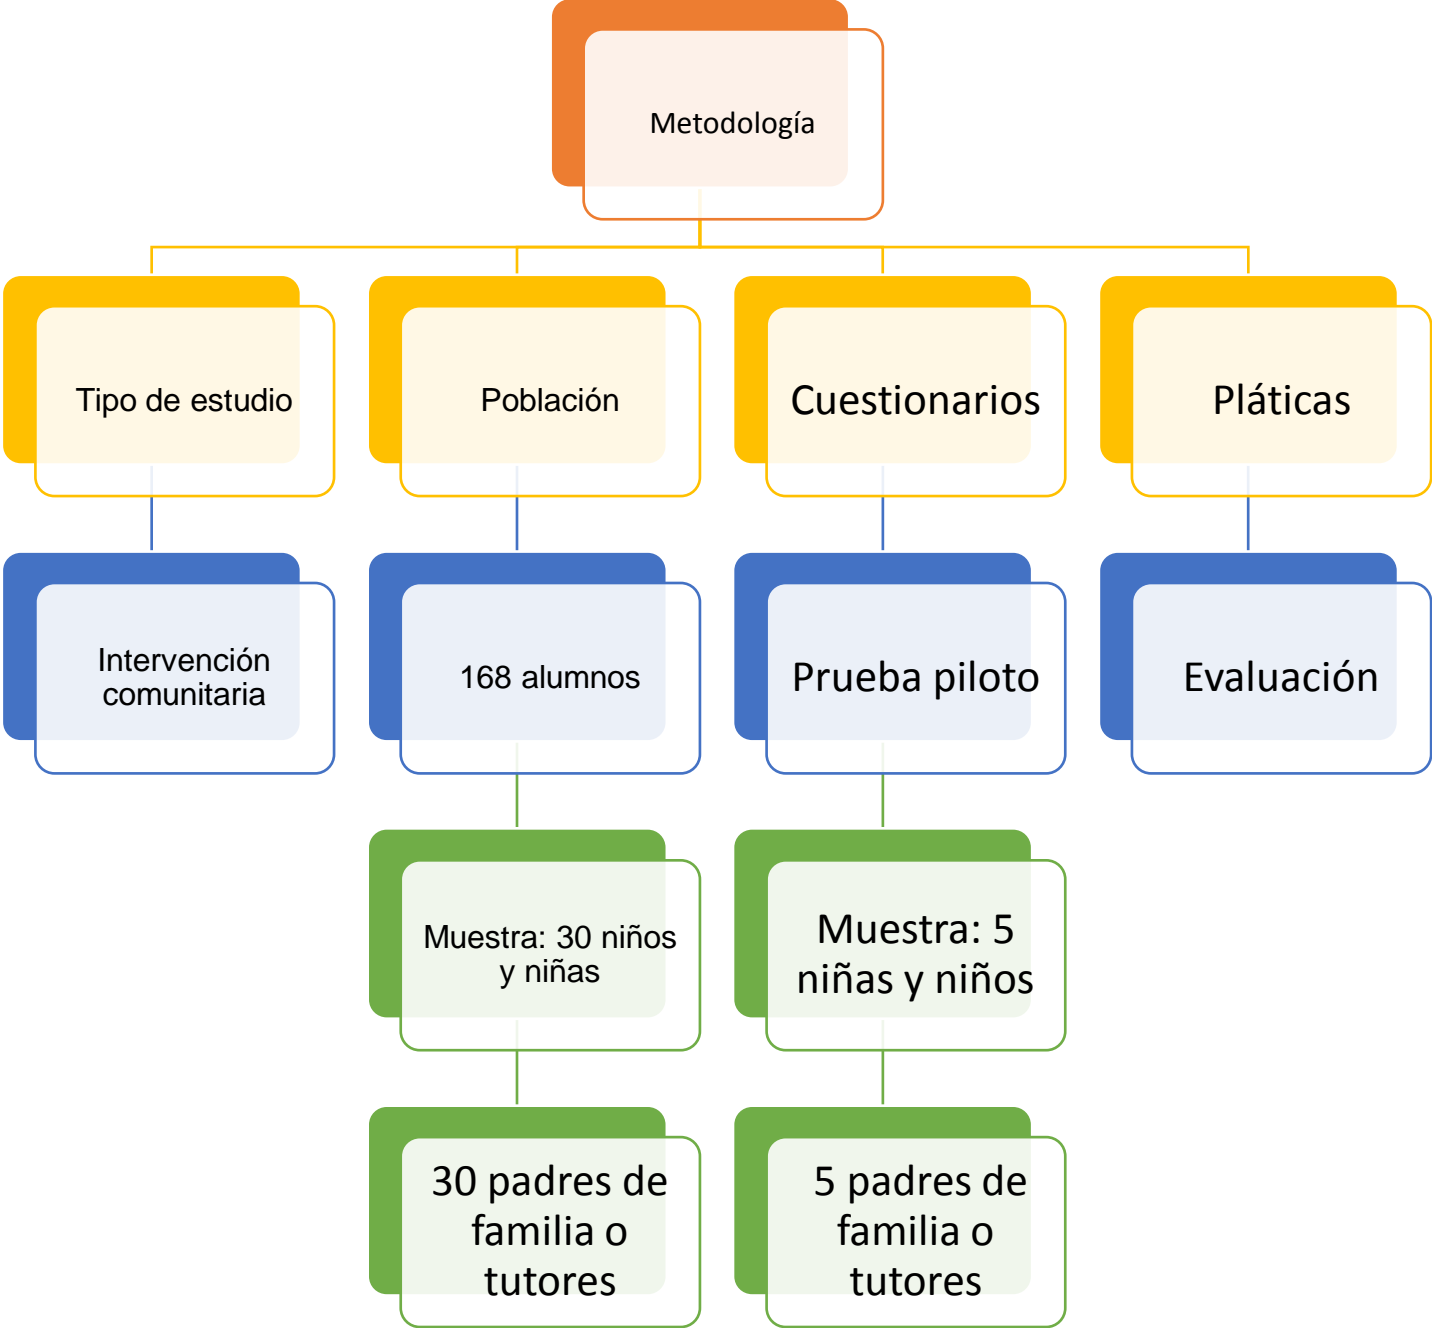 Metodología
Tipo de estudio
Población
Cuestionarios
Pláticas
Intervención
comunitaria
168 alumnos
Prueba piloto
Evaluación
Muestra: 30 niños
y niñas
Muestra: 5
niñas y niños
30 padres de
familia o
tutores
5 padres de
familia o
tutores